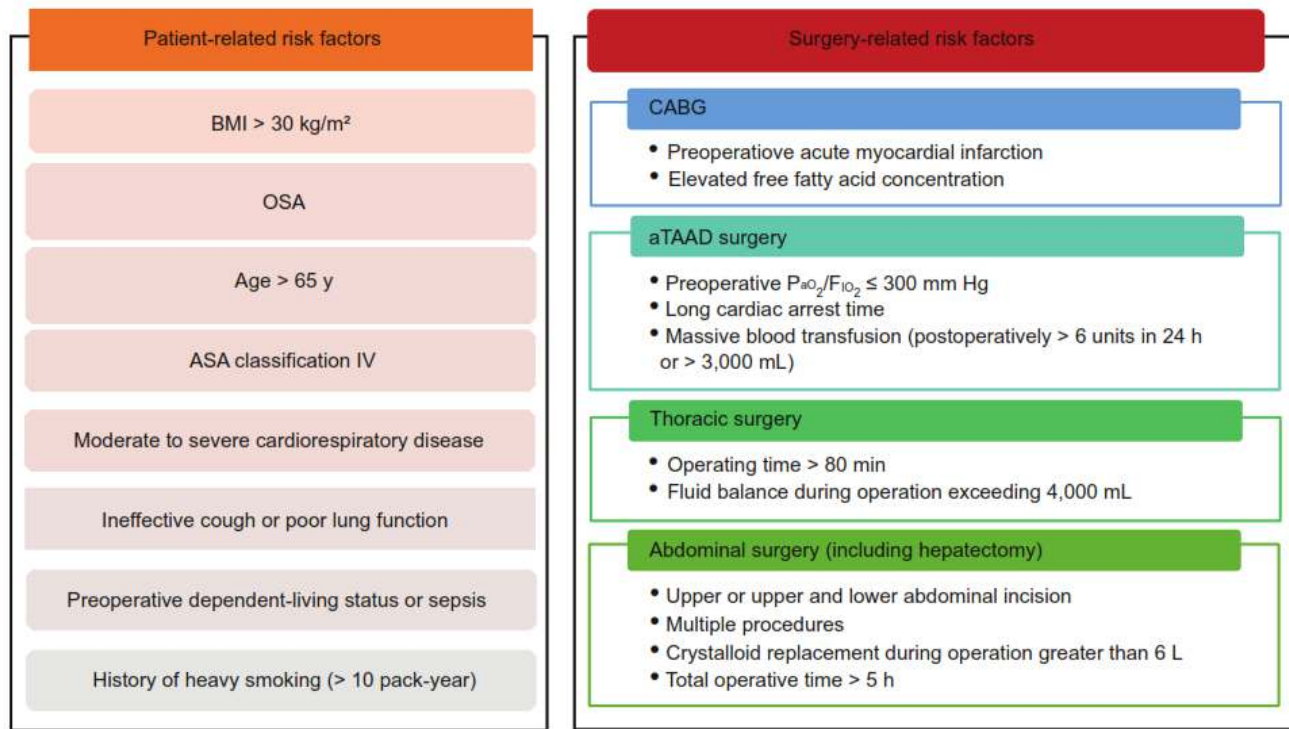 Patient-related risk factors
BMI > 30 kg/m²
OSA
Age > 65 y
ASA classification IV
Moderate to severe cardiorespiratory disease
Ineffective cough or poor lung function
Preoperative dependent-living status or sepsis
History of heavy smoking (> 10 pack-year)
Surgery-related risk factors
CABG
• Preoperatiove acute myocardial infarction
• Elevated free fatty acid concentration
aTAAD surgery
• Preoperative PaO₂/FIO₂ ≤ 300 mm Hg
• Long cardiac arrest time
• Massive blood transfusion (postoperatively > 6 units in 24 h
or > 3,000 mL)
Thoracic surgery
• Operating time > 80 min
• Fluid balance during operation exceeding 4,000 mL
Abdominal surgery (including hepatectomy)
• Upper or upper and lower abdominal incision
• Multiple procedures
• Crystalloid replacement during operation greater than 6 L
• Total operative time > 5 h